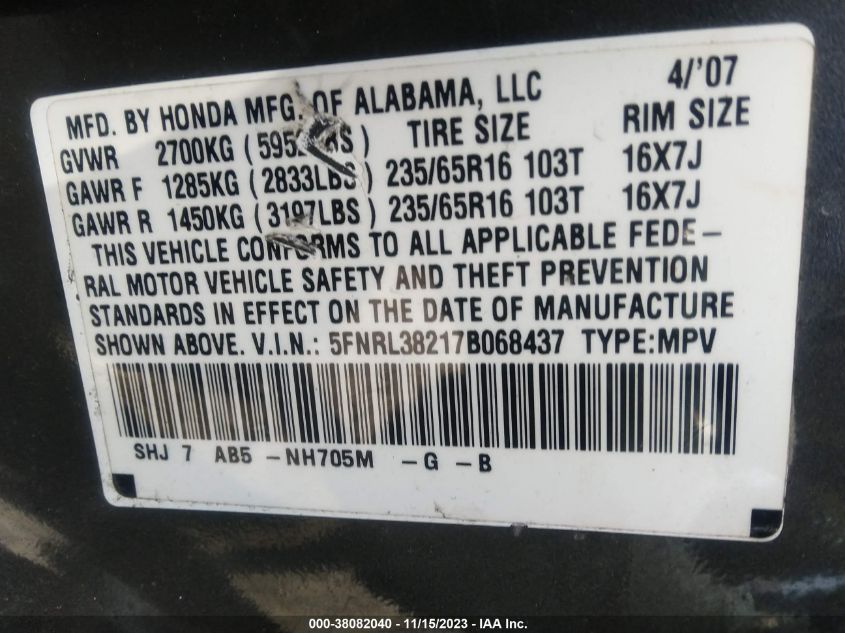 MFD. BY HONDA MFG. OF ALABAMA, LLC 4/'07
GVWR 2700KG ( TIRE SIZE RIM SIZE
GAWR F 1285KG ( 2833LBS ) 235/65R16 103T 16X7J
GAWR R 1450KG ( 3197LBS ) 235/65R16 103T 16X7J
THIS VEHICLE CONFORMS TO ALL APPLICABLE FEDE-
RAL MOTOR VEHICLE SAFETY AND THEFT PREVENTION
STANDARDS IN EFFECT ON THE DATE OF MANUFACTURE
SHOWN ABOVE. V.I.N.: 5FNRL38217B068437 TYPE:MPV
SHJ 7 AB5 -NH705M -G -B
000-38082040 - 11/15/2023 - IAA Inc.